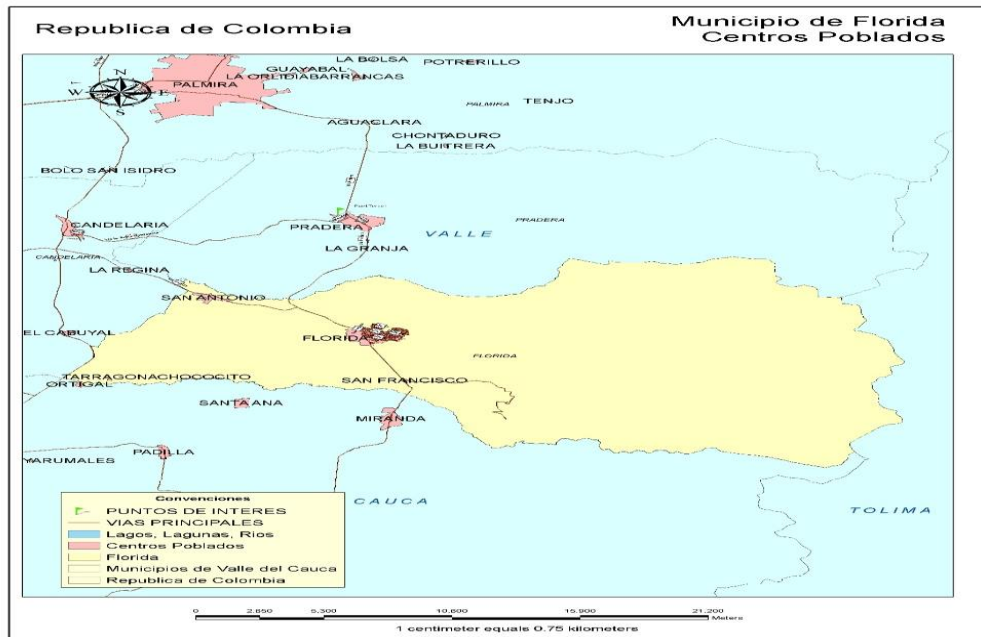 Republica de Colombia
Municipio de Florida
Centros Poblados
LA BOLSA
GUAYABAL
POTRERILLO
BARRANCAS
N
W
E
S
PALMIRA
PALMIRA
TENJO
AGUACLARA
CHONTADURO
LA BUITRERA
BOLO SAN ISIDRO
CANDELARIA
PRADERA
VALLE
PRADERA
LA GRANJA
CANDELARIA
LA REGINA
SAN ANTONIO
EL CABUYAL
FLORIDA
FLORIDA
TARRAGONA
CHOCOCITO
ORTIGAL
SAN FRANCISCO
SANTA ANA
MIRANDA
YARUMALES
PADILLA
CAUCA
TOLIMA
Convenciones
PUNTOS DE INTERES
VIAS PRINCIPALES
Lagos, Lagunas, Rios
Centros Poblados
Florida
Municipios de Valle del Cauca
Republica de Colombia
0 2,650 5,300 10,600 15,900 21,200
Meters
1 centimeter equals 0.75 kilometers